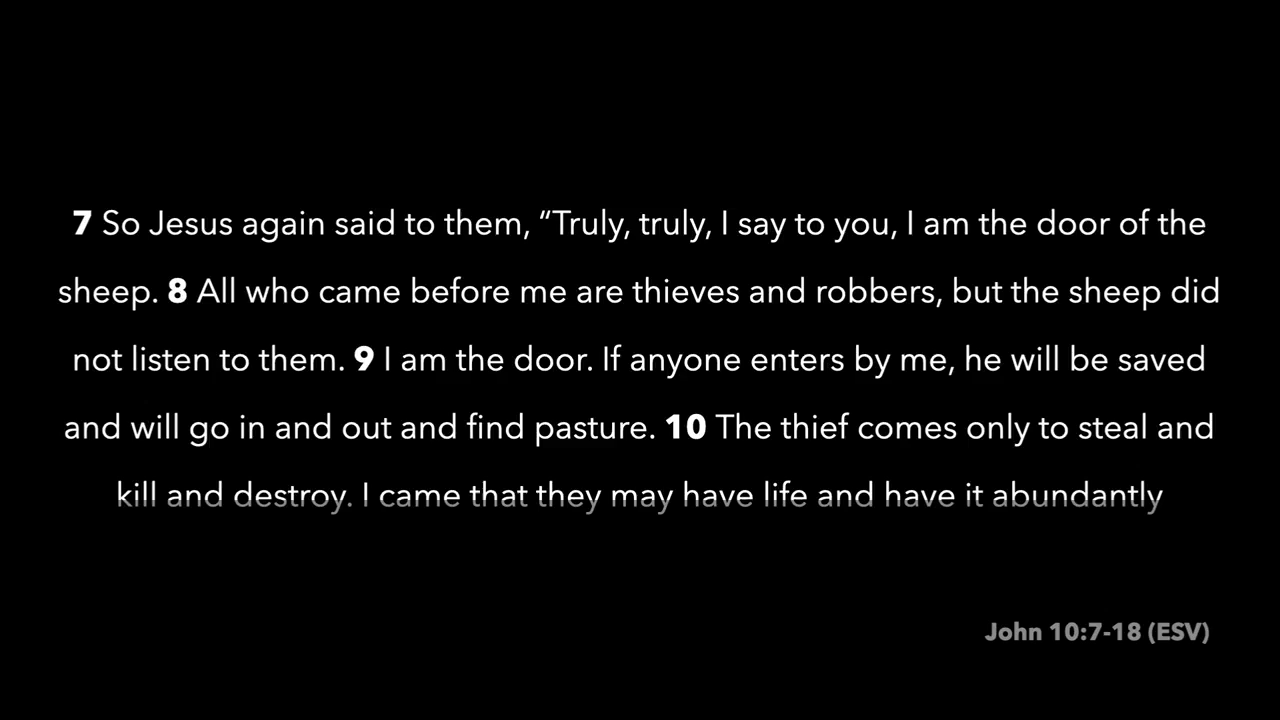 7 So Jesus again said to them, “Truly, truly, I say to you, I am the door of the
sheep. 8 All who came before me are thieves and robbers, but the sheep did
not listen to them. 9 I am the door. If anyone enters by me, he will be saved
and will go in and out and find pasture. 10 The thief comes only to steal and
kill and destroy. I came that they may have life and have it abundantly
John 10:7-18 (ESV)